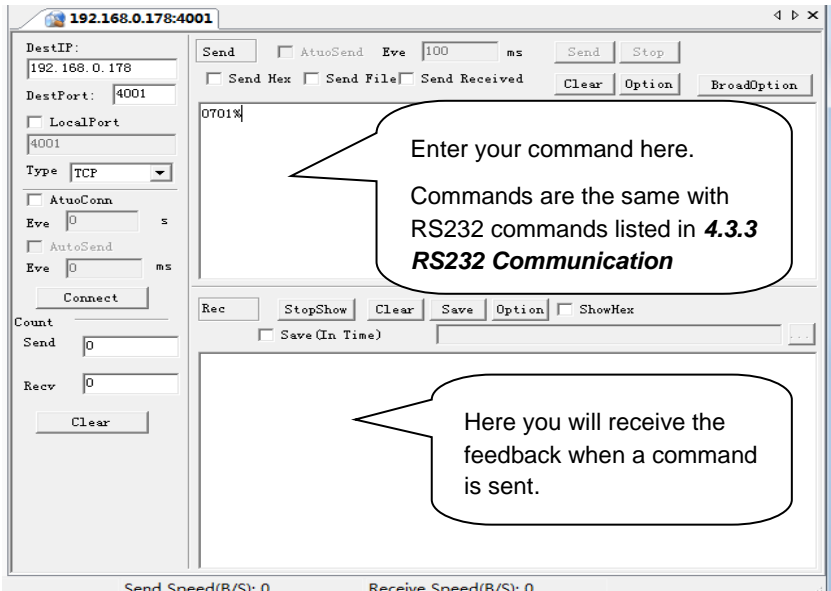 192.168.0.178:4001
DestIP:
192.168.0.178
DestPort: 4001
LocalPort
4001
Type TCP
AtuoConn
Eve 0 s
AutoSend
Eve 0 ms
Connect
Count
Send 0
Recv 0
Clear
Send AtuoSend Eve 100 ms Send Stop
Send Hex Send File Send Received Clear Option BroadOption
0701%
Enter your command here.
Commands are the same with
RS232 commands listed in 4.3.3
RS232 Communication
Rec StopShow Clear Save Option ShowHex
Save(In Time) ...
Here you will receive the
feedback when a command
is sent.
Send Speed(B/S): 0 Receive Speed(B/S): 0